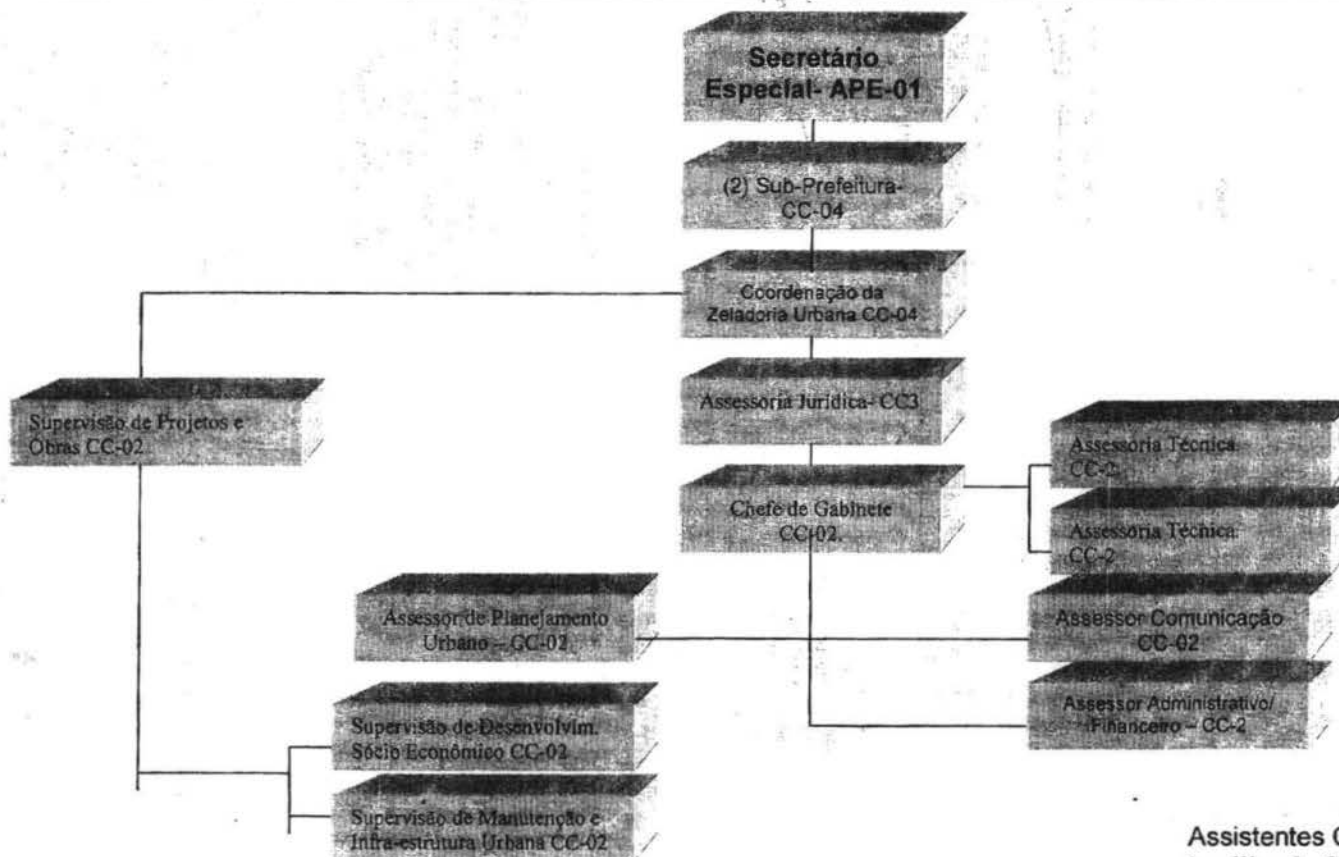 Secretário
Especial- APE-01
(2) Sub-Prefeitura-
CC-04
Coordenação da
Zeladoria Urbana CC-04
Assessoria Jurídica- CC3
Supervisão de Projetos e
Obras CC-02
Assessória Técnica
CC-2
Chefe de Gabinete
CC-02.
Assessória Técnica
CC-2
Assessor de Planejamento
Urbano – CC-02
Assessor Comunicação
CC-02
Assessor Administrativo/
Financeiro – CC-2
Supervisão de Desenvolvim.
Sócio Econômico CC-02
Supervisão de Manutenção e
Infra-estrutura Urbana CC-02
Assistentes